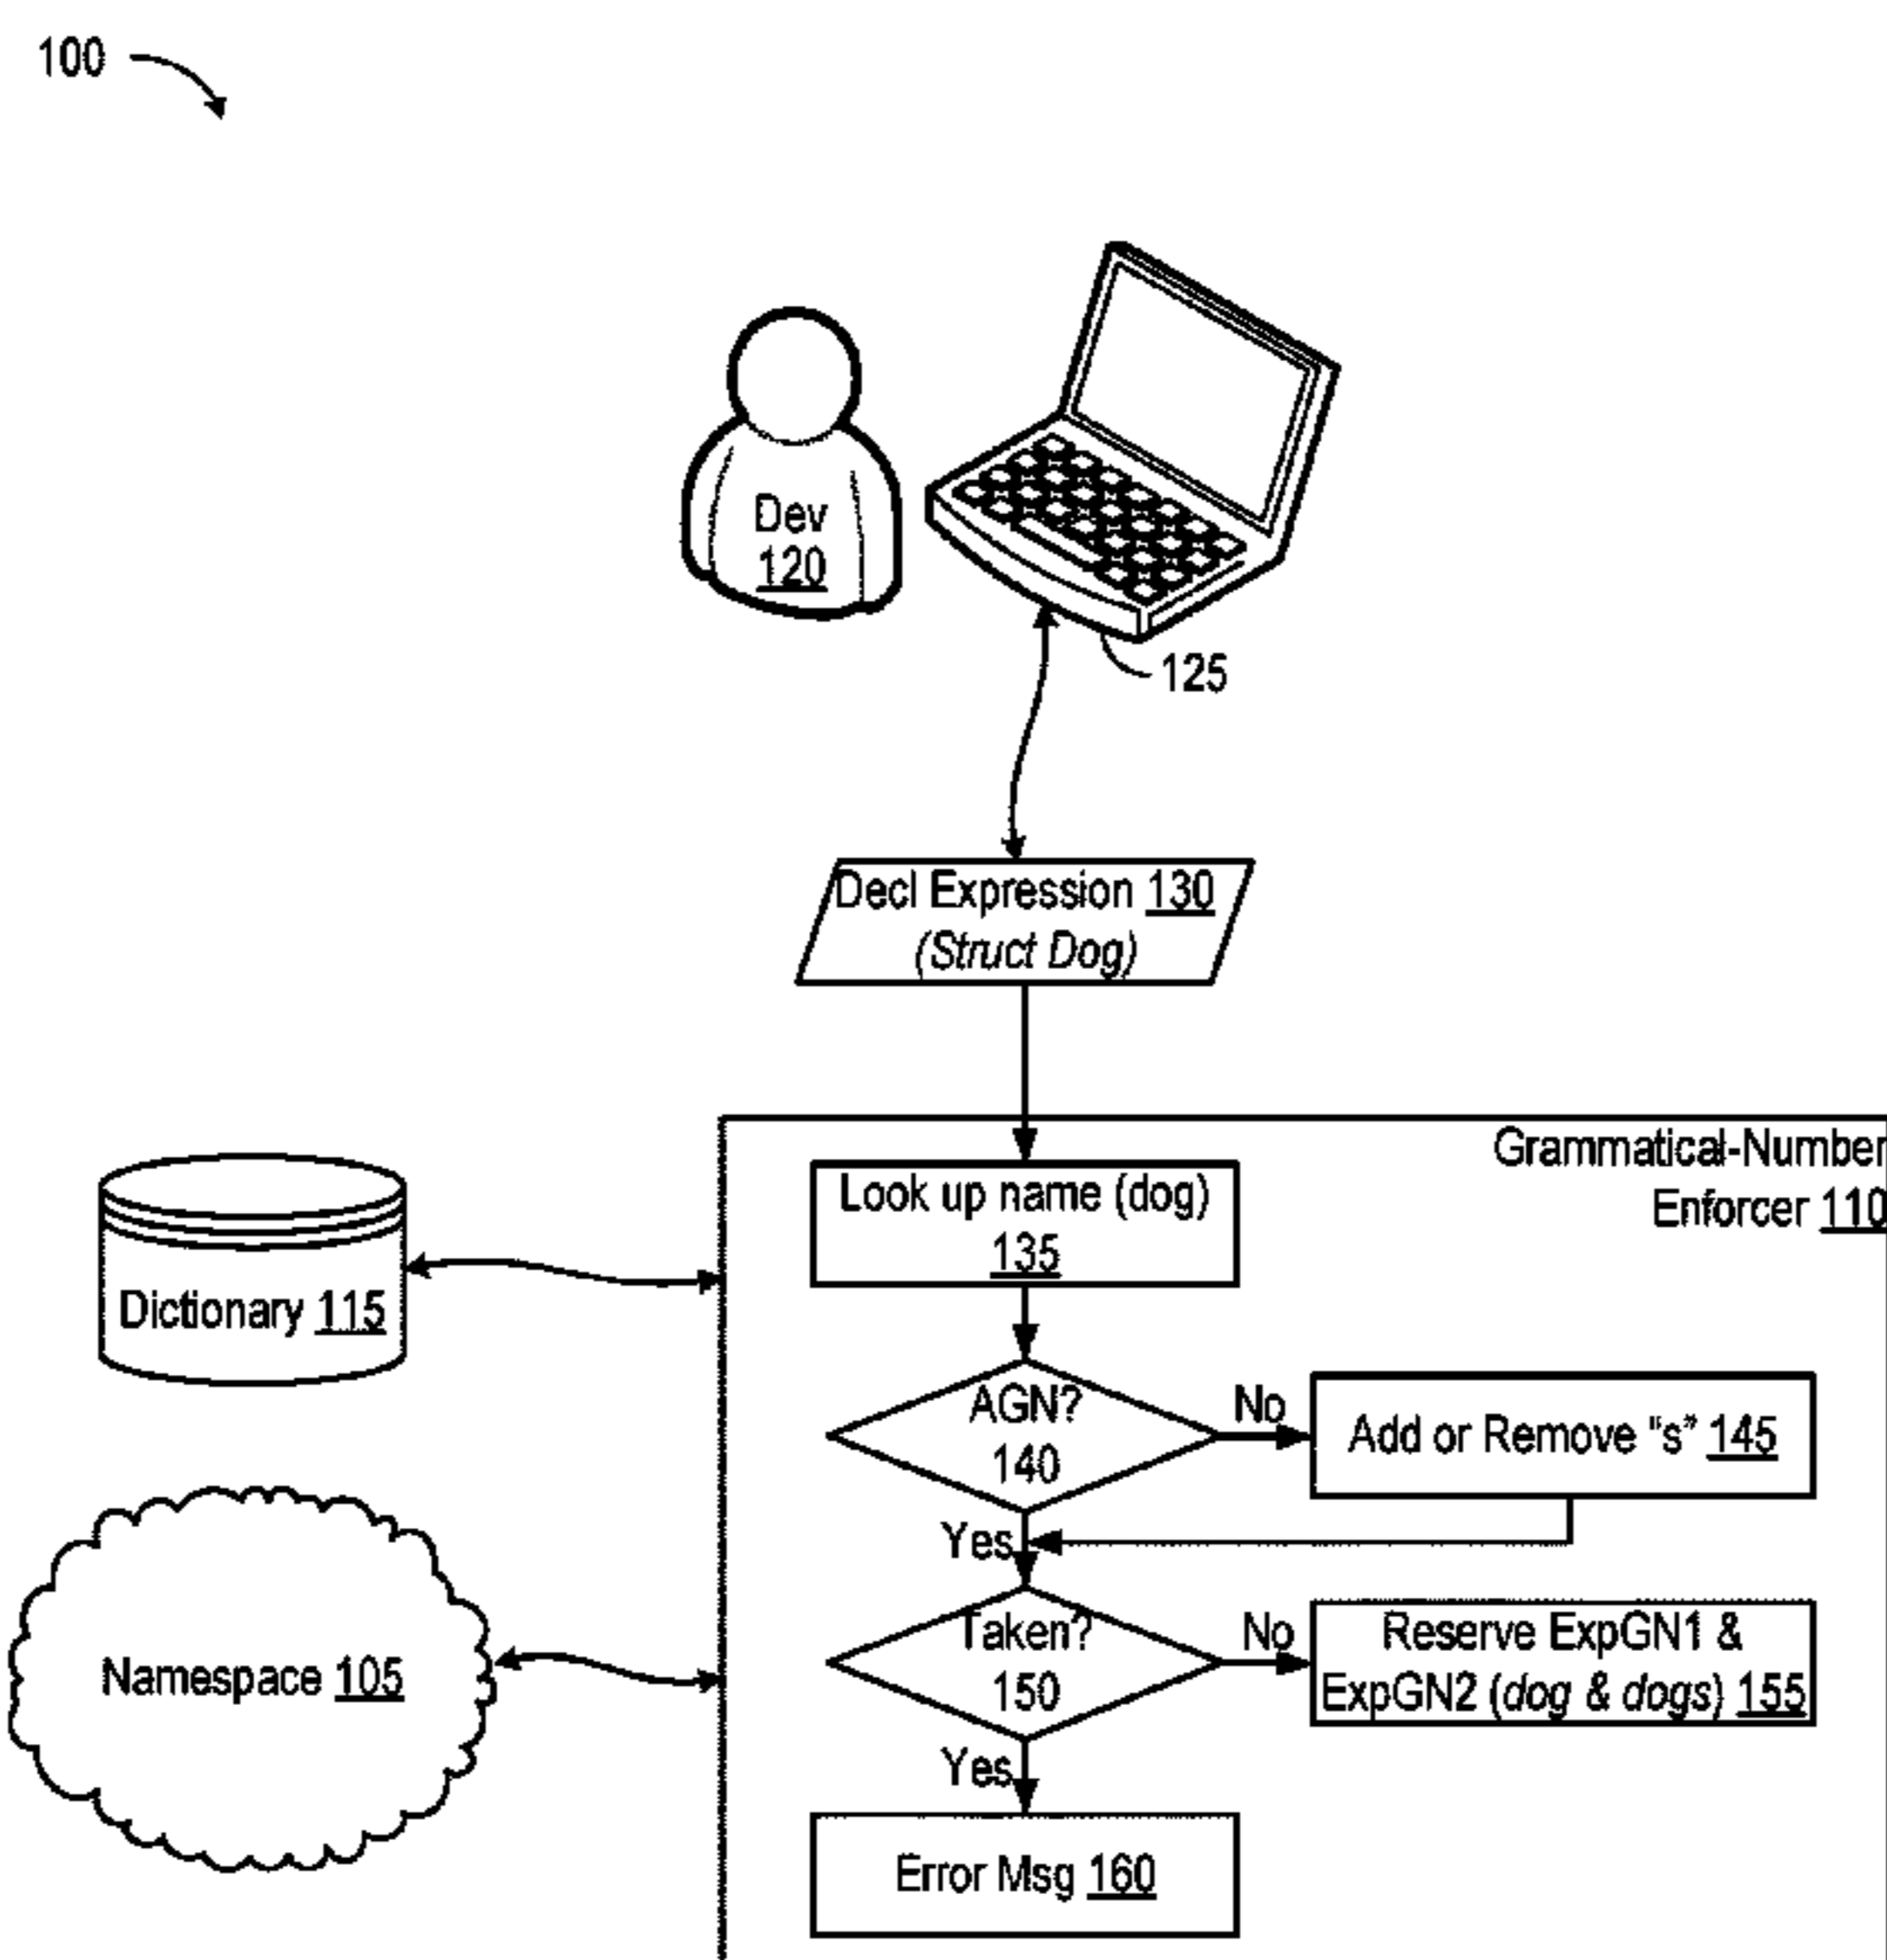 100
Dev
120
125
Decl Expression 130
(Struct Dog)
Grammatical-Number
Enforcer 110
Look up name (dog)
135
Dictionary 115
AGN?
140
No
Add or Remove “s” 145
Yes
Taken?
150
No
Reserve ExpGN1 &
ExpGN2 (dog & dogs) 155
Namespace 105
Yes
Error Msg 160